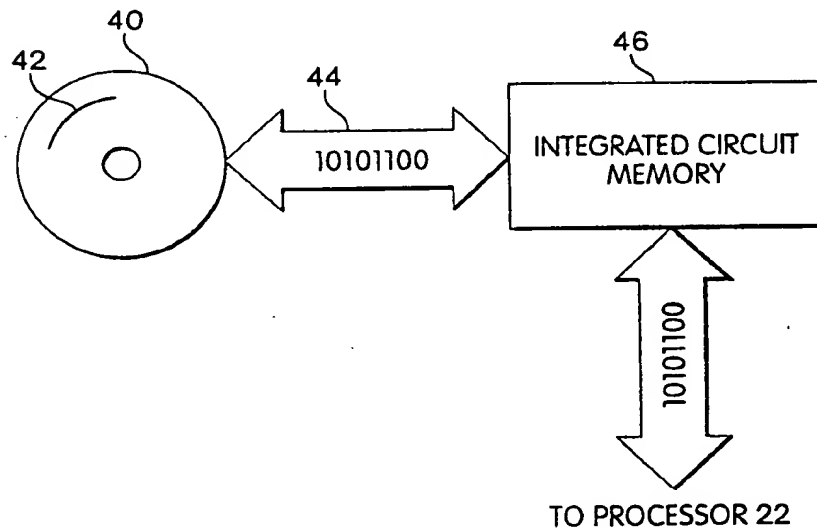 40
42
44
46
10101100
INTEGRATED CIRCUIT
MEMORY
10101100
TO PROCESSOR 22